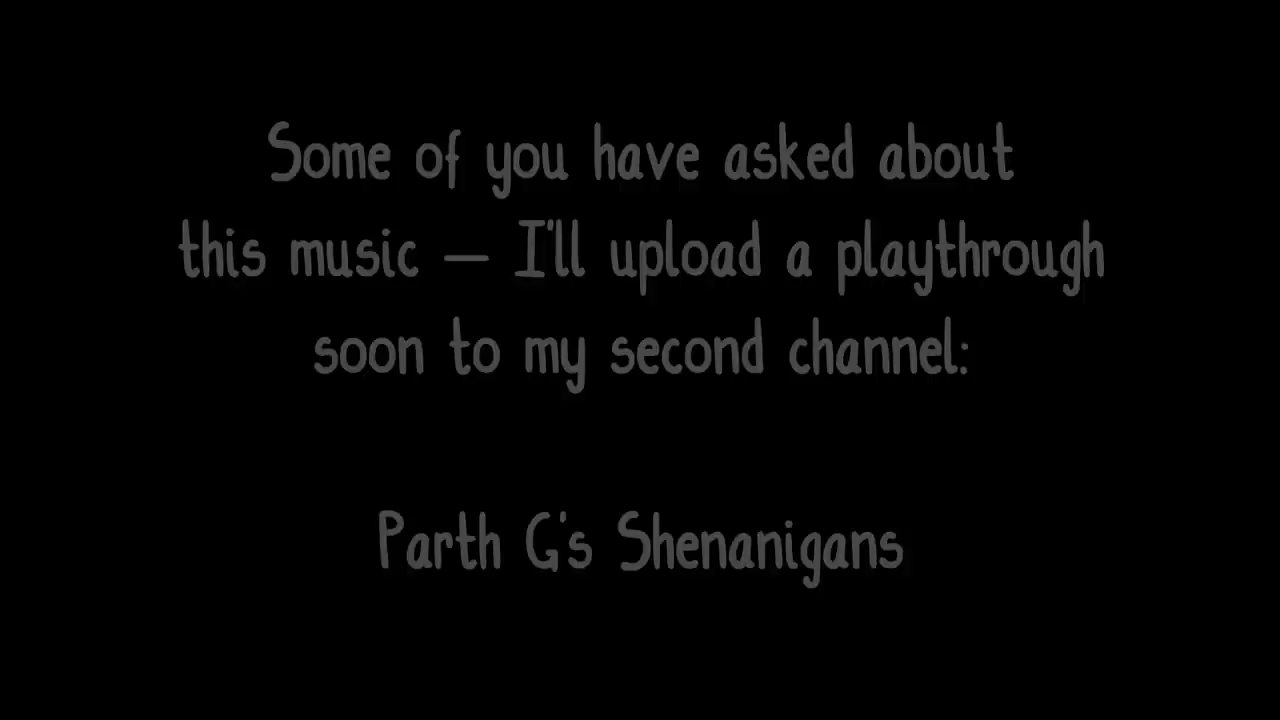 Some of you have asked about
this music — I'll upload a playthrough
soon to my second channel:
Parth G's Shenanigans